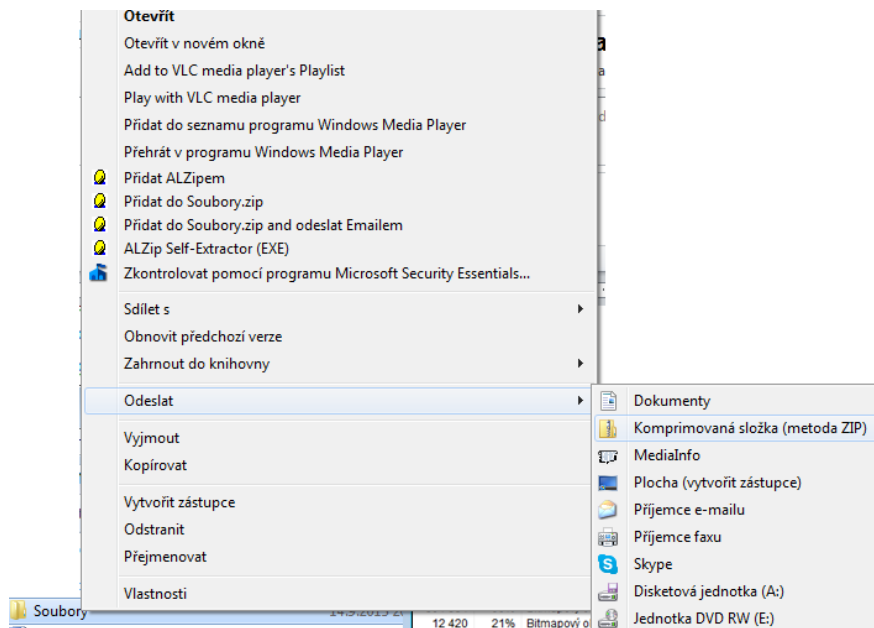 Otevřít
Otevřít v novém okně
Add to VLC media player's Playlist
Play with VLC media player
Přidat do seznamu programu Windows Media Player
Přehrát v programu Windows Media Player
Přidat ALZipem
Přidat do Soubory.zip
Přidat do Soubory.zip and odeslat Emailem
ALZip Self-Extractor (EXE)
Zkontrolovat pomocí programu Microsoft Security Essentials...
Sdílet s
Obnovit předchozí verze
Zahrnout do knihovny
Odeslat
Vyjmout
Kopírovat
Vytvořit zástupce
Odstranit
Přejmenovat
Vlastnosti
Dokumenty
Komprimovaná složka (metoda ZIP)
MediaInfo
Plocha (vytvořit zástupce)
Příjemce e-mailu
Příjemce faxu
Skype
Disketová jednotka (A:)
Jednotka DVD RW (E:)
Soubory
12 420 21% Bitmapový